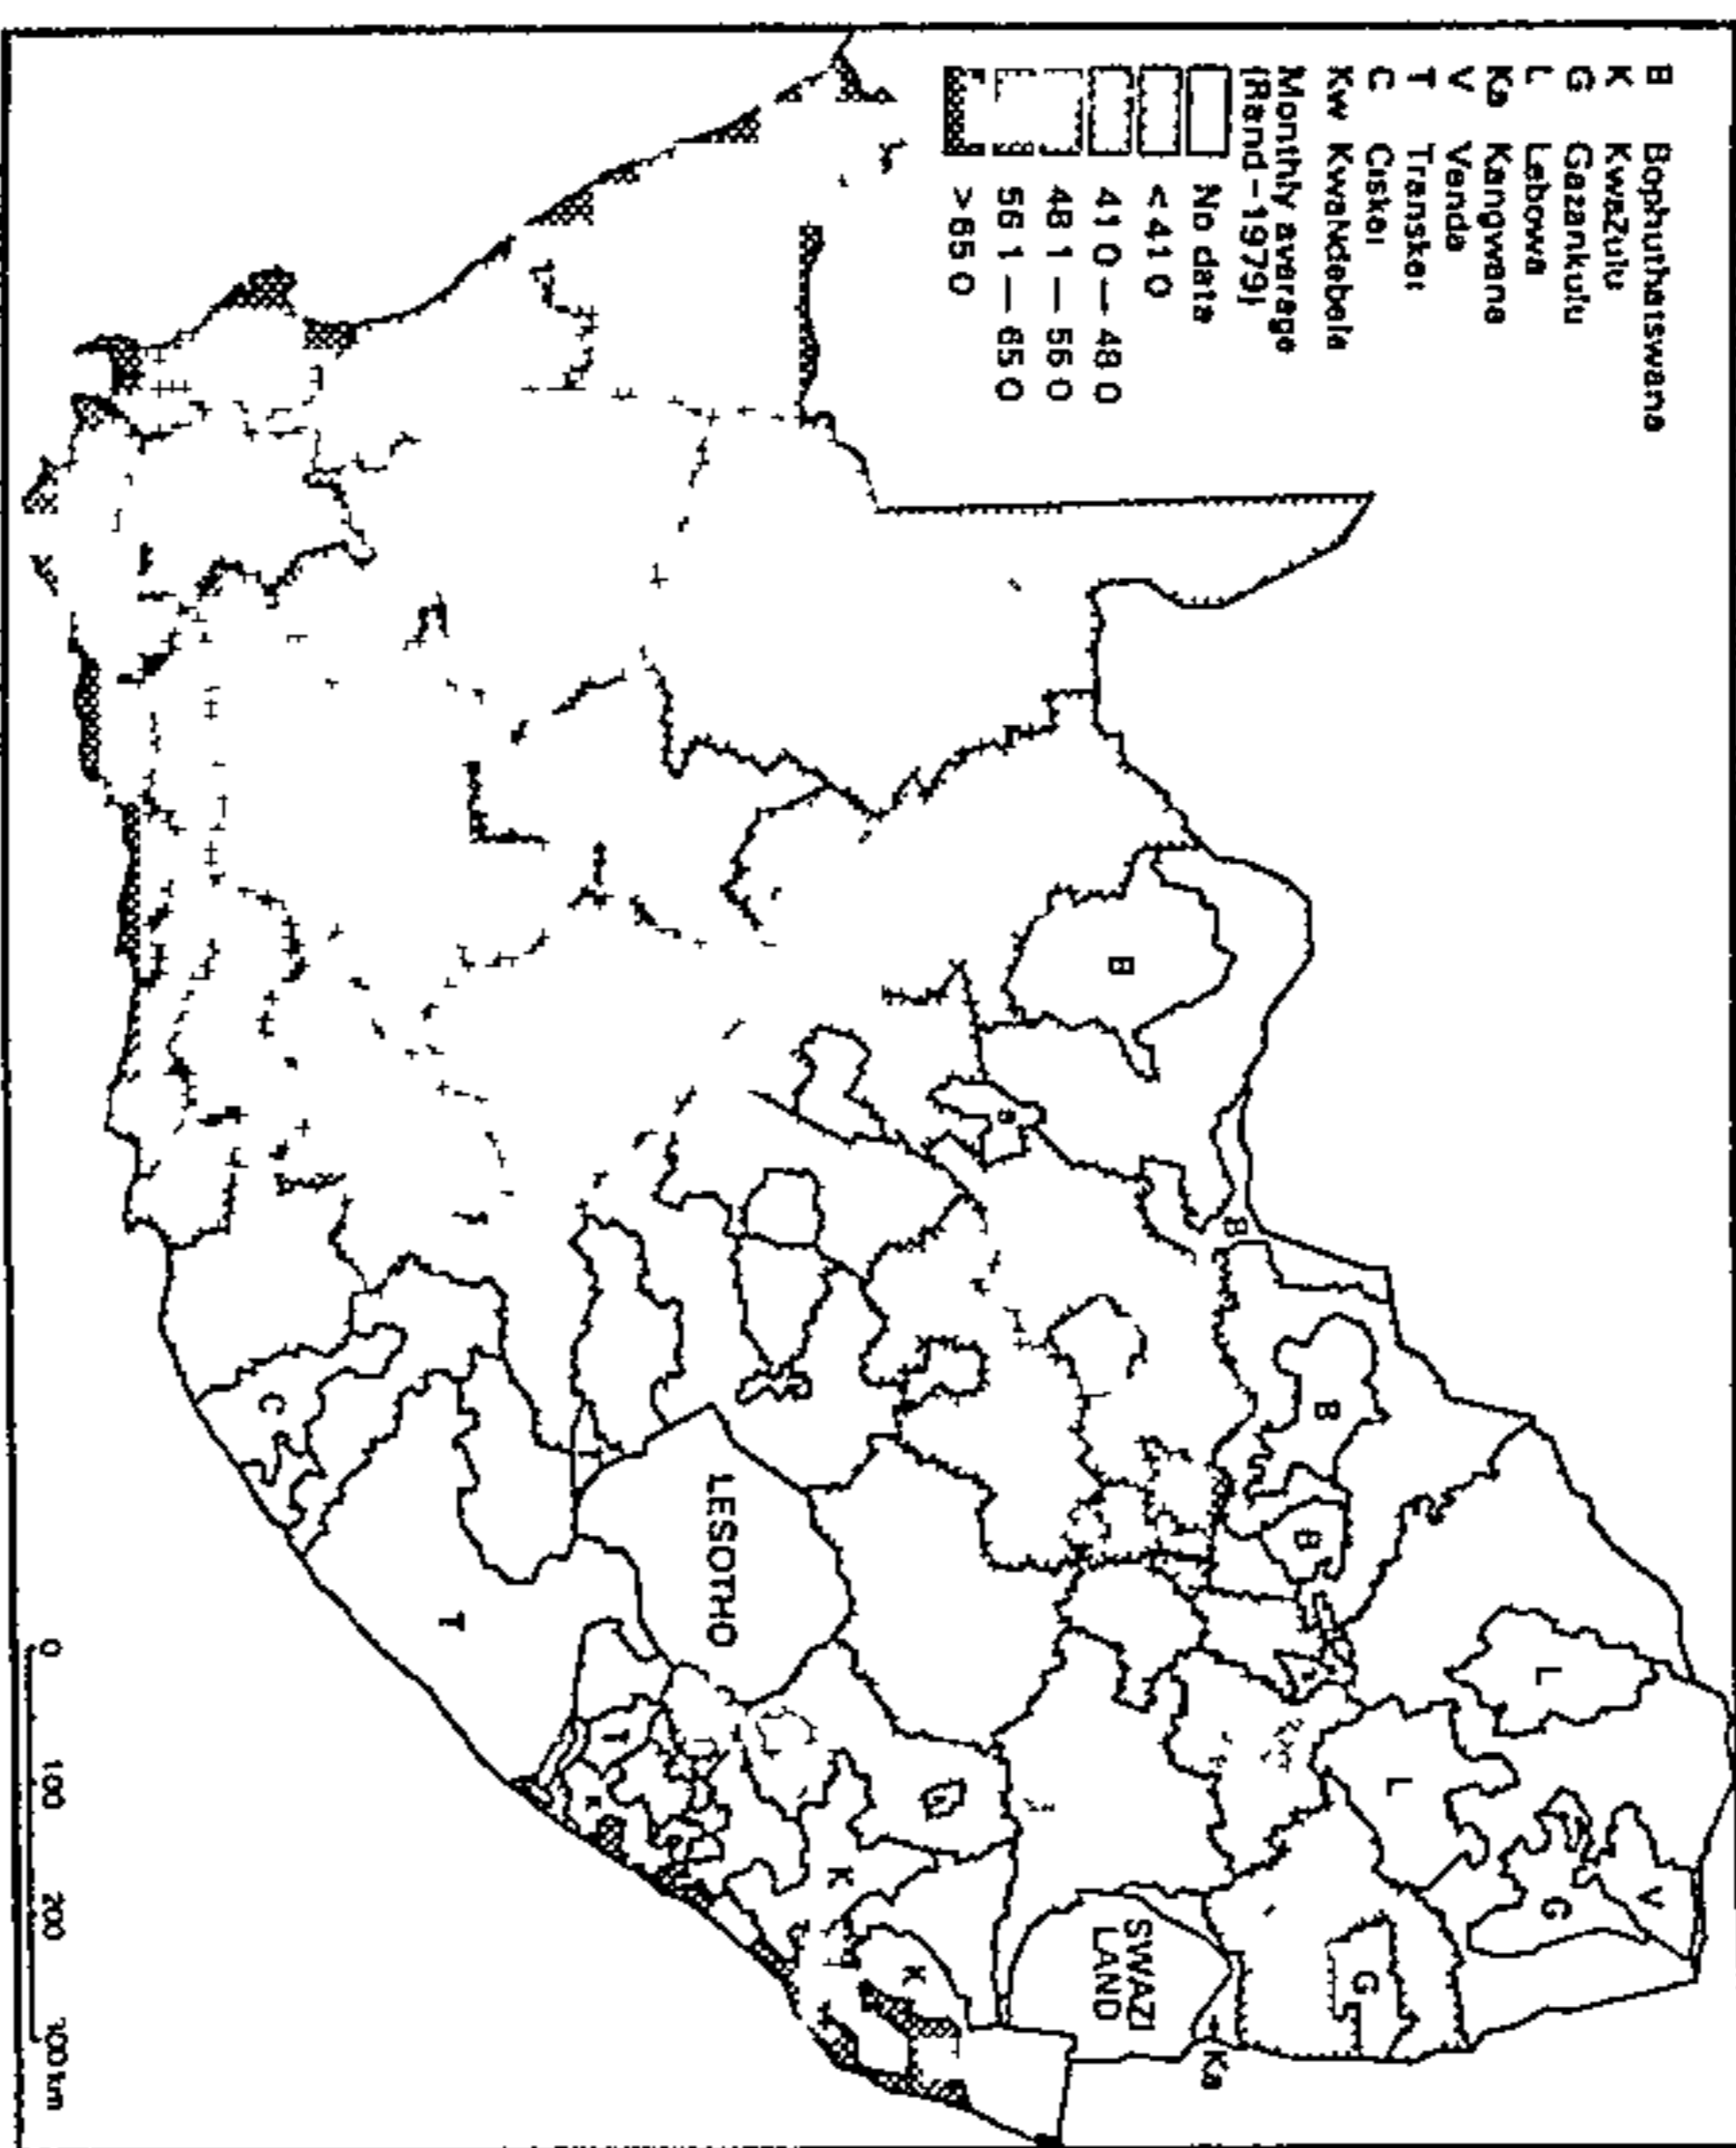 B Bophuthatswana
K KwaZulu
G Gazankulu
L Lebowa
Ka Kangwane
V Venda
T Transkei
C Ciskei
Kw KwaNdebele
Monthly average
(Rand-1979)
No data
<41 0
41 0 — 48 0
48 1 — 56 0
56 1 — 65 0
>65 0
V
L
G
L
G
B
B
B
B
B
B
Ka
SWAZI
LAND
K
K
K
LESOTHO
T
T
C
0 100 200 300km